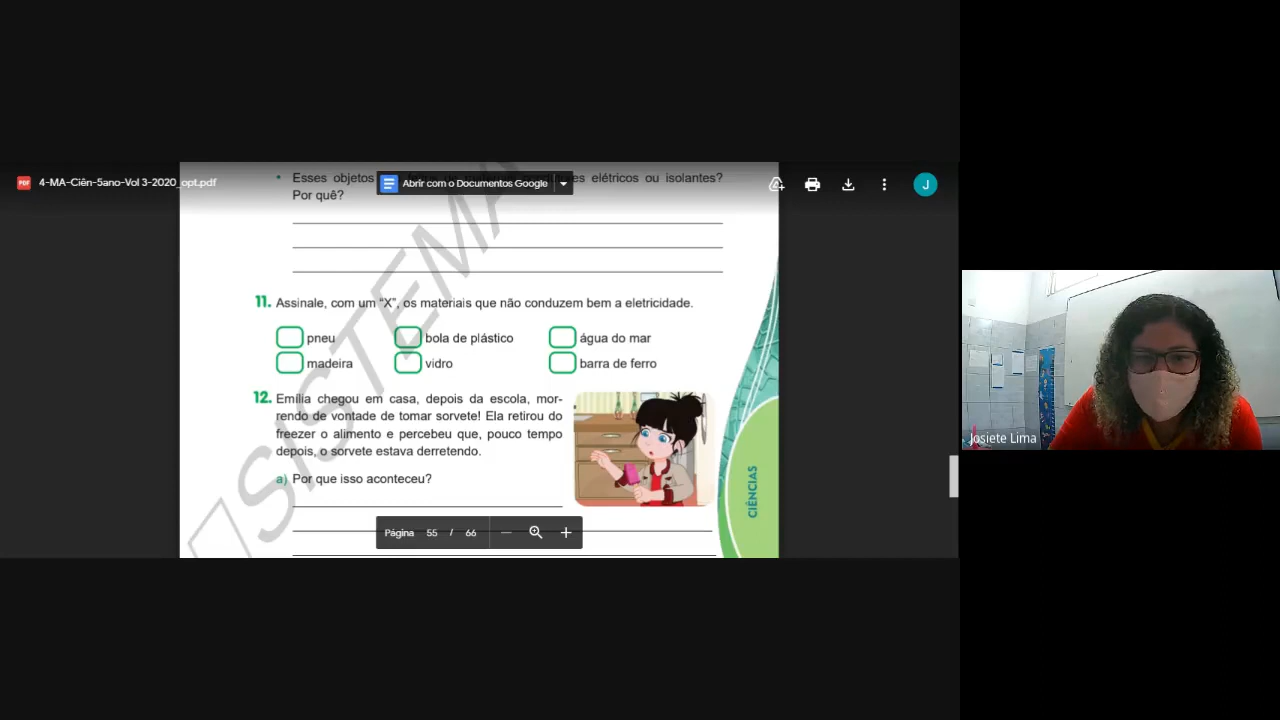 4-MA-Ciên-5ano-Vol 3-2020_opt.pdf
Abrir com o Documentos Google
J
• Esses objetos elétricos ou isolantes?
Por quê?
11. Assinale, com um "X", os materiais que não conduzem bem a eletricidade.
pneu bola de plástico água do mar
madeira vidro barra de ferro
12. Emília chegou em casa, depois da escola, mor-
rendo de vontade de tomar sorvete! Ela retirou do
freezer o alimento e percebeu que, pouco tempo
depois, o sorvete estava derretendo.
a) Por que isso aconteceu?
SISTEMA
CIÊNCIAS
Página 55 / 66
Josiete Lima